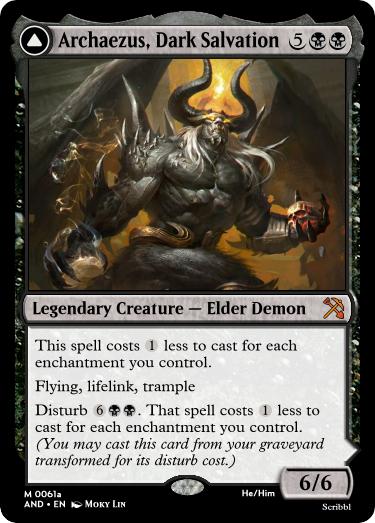 Archaezus, Dark Salvation 5
Legendary Creature — Elder Demon
This spell costs 1 less to cast for each
enchantment you control.
Flying, lifelink, trample
Disturb 6. That spell costs 1 less to
cast for each enchantment you control.
(You may cast this card from your graveyard
transformed for its disturb cost.)
6/6
M 0061a
AND • EN Moky Lin
He/Him
Scribbl